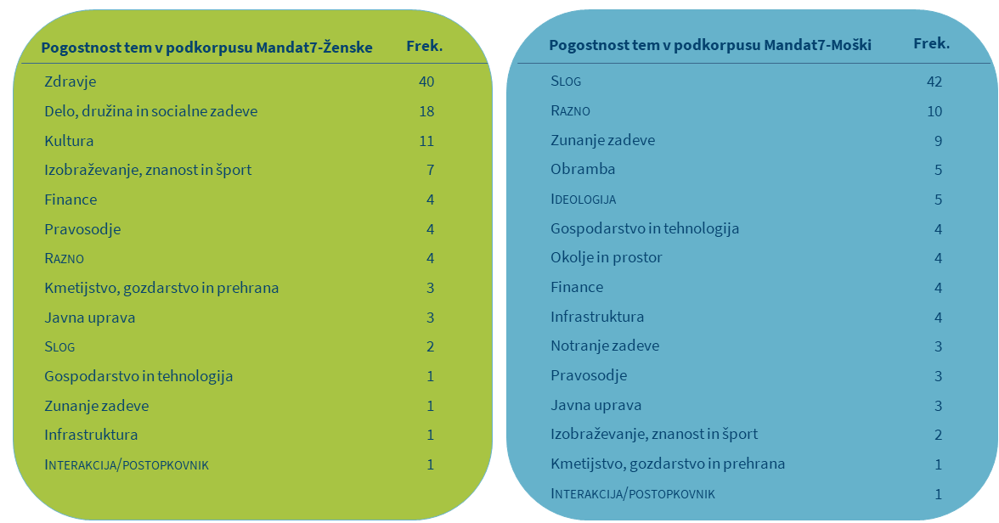 Pogostnost tem v podkorpusu Mandat7-Ženske Frek.
Zdravje 40
Delo, družina in socialne zadeve 18
Kultura 11
Izobraževanje, znanost in šport 7
Finance 4
Pravosodje 4
RAZNO 4
Kmetijstvo, gozdarstvo in prehrana 3
Javna uprava 3
SLOG 2
Gospodarstvo in tehnologija 1
Zunanje zadeve 1
Infrastruktura 1
INTERAKCIJA/POSTOPKOVNIK 1
Pogostnost tem v podkorpusu Mandat7-Moški Frek.
SLOG 42
RAZNO 10
Zunanje zadeve 9
Obramba 5
IDEOLOGIJA 5
Gospodarstvo in tehnologija 4
Okolje in prostor 4
Finance 4
Infrastruktura 4
Notranje zadeve 3
Pravosodje 3
Javna uprava 3
Izobraževanje, znanost in šport 2
Kmetijstvo, gozdarstvo in prehrana 1
INTERAKCIJA/POSTOPKOVNIK 1